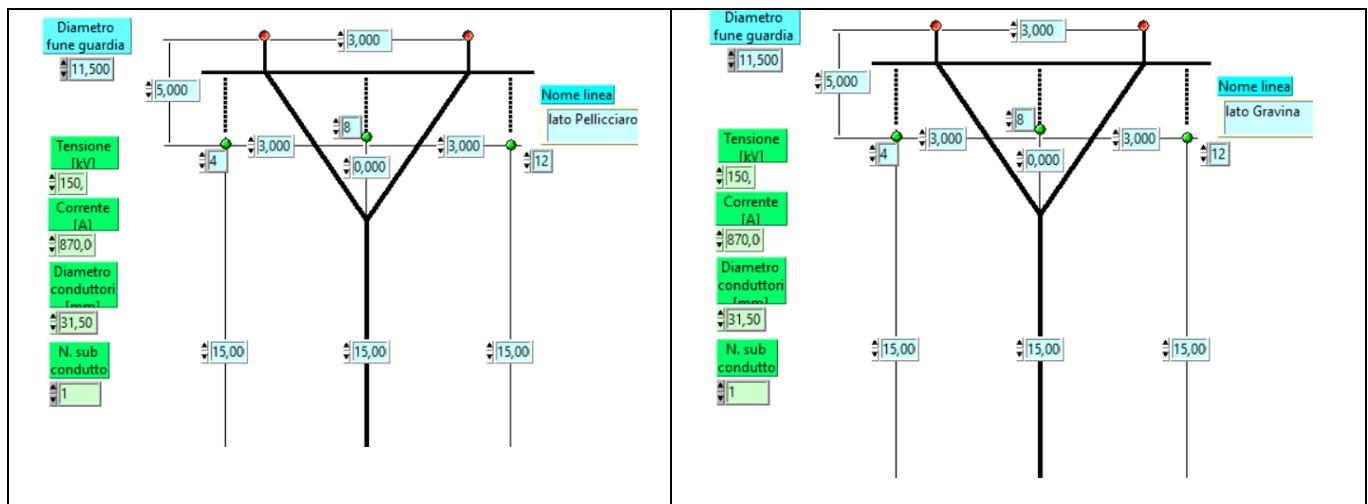 Diametro
fune guardia
11,500
3,000
5,000
Nome linea
lato Pellicciaro
8
Tensione
[kV]
150,
3,000
3,000
4
0,000
12
Corrente
[A]
870,0
Diametro
conduttori
[mm]
31,50
N. sub
condutto
1
15,00
15,00
15,00
Diametro
fune guardia
11,500
3,000
5,000
Nome linea
lato Gravina
8
Tensione
[kV]
150,
3,000
3,000
4
0,000
12
Corrente
[A]
870,0
Diametro
conduttori
[mm]
31,50
N. sub
condutto
1
15,00
15,00
15,00